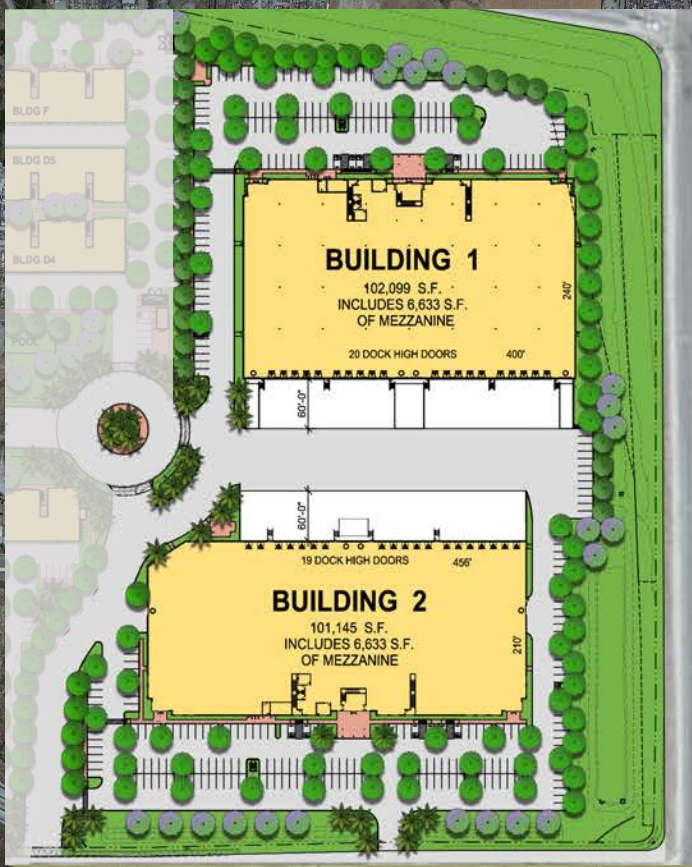 BLDG F
BLDG D5
BLDG D4
POOL
BUILDING 1
102,099 S.F.
INCLUDES 6,633 S.F.
OF MEZZANINE
240'
20 DOCK HIGH DOORS
400'
60'-0"
60'-0"
19 DOCK HIGH DOORS
456'
BUILDING 2
101,145 S.F.
INCLUDES 6,633 S.F.
OF MEZZANINE
210'